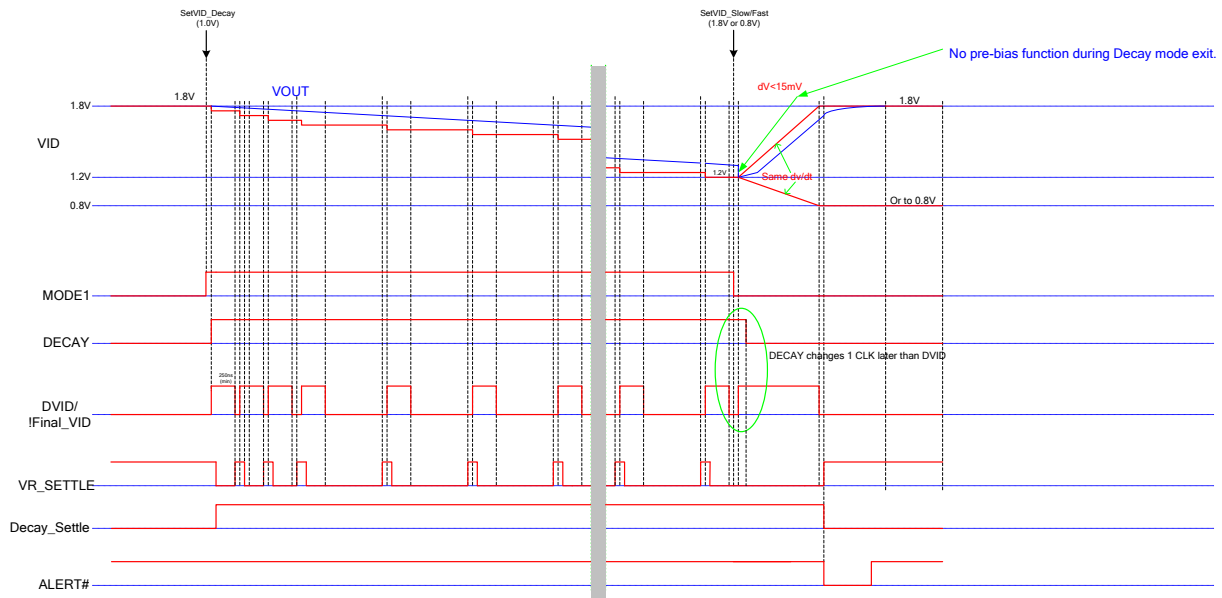 SetVID_Decay
(1.0V)
SetVID_Slow/Fast
(1.8V or 0.8V)
No pre-bias function during Decay mode exit.
dV<15mV
1.8V
VOUT
1.8V
1.8V
VID
1.2V
1.2V
Same dv/dt
0.8V
Or to 0.8V
MODE1
DECAY
DECAY changes 1 CLK later than DVID
250ns
(min)
DVID/
!Final_VID
VR_SETTLE
Decay_Settle
ALERT#